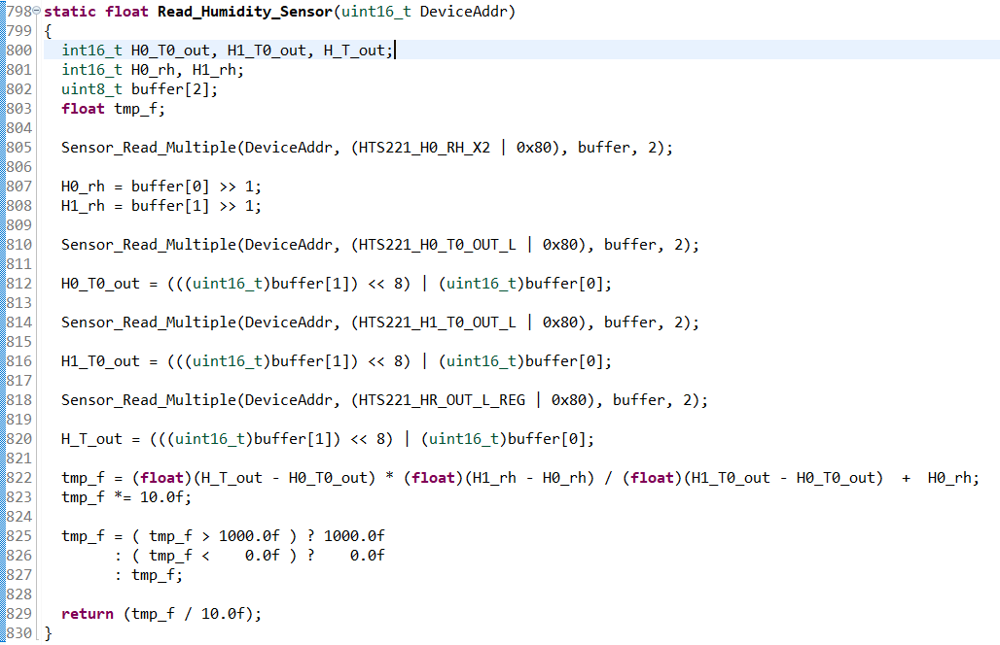 798 static float Read_Humidity_Sensor(uint16_t DeviceAddr)
799 {
800   int16_t H0_T0_out, H1_T0_out, H_T_out;
801   int16_t H0_rh, H1_rh;
802   uint8_t buffer[2];
803   float tmp_f;
804
805   Sensor_Read_Multiple(DeviceAddr, (HTS221_H0_RH_X2 | 0x80), buffer, 2);
806
807   H0_rh = buffer[0] >> 1;
808   H1_rh = buffer[1] >> 1;
809
810   Sensor_Read_Multiple(DeviceAddr, (HTS221_H0_T0_OUT_L | 0x80), buffer, 2);
811
812   H0_T0_out = (((uint16_t)buffer[1]) << 8) | (uint16_t)buffer[0];
813
814   Sensor_Read_Multiple(DeviceAddr, (HTS221_H1_T0_OUT_L | 0x80), buffer, 2);
815
816   H1_T0_out = (((uint16_t)buffer[1]) << 8) | (uint16_t)buffer[0];
817
818   Sensor_Read_Multiple(DeviceAddr, (HTS221_HR_OUT_L_REG | 0x80), buffer, 2);
819
820   H_T_out = (((uint16_t)buffer[1]) << 8) | (uint16_t)buffer[0];
821
822   tmp_f = (float)(H_T_out - H0_T0_out) * (float)(H1_rh - H0_rh) / (float)(H1_T0_out - H0_T0_out)  +  H0_rh;
823   tmp_f *= 10.0f;
824
825   tmp_f = ( tmp_f > 1000.0f ) ? 1000.0f
826         : ( tmp_f <    0.0f ) ?    0.0f
827         : tmp_f;
828
829   return (tmp_f / 10.0f);
830 }